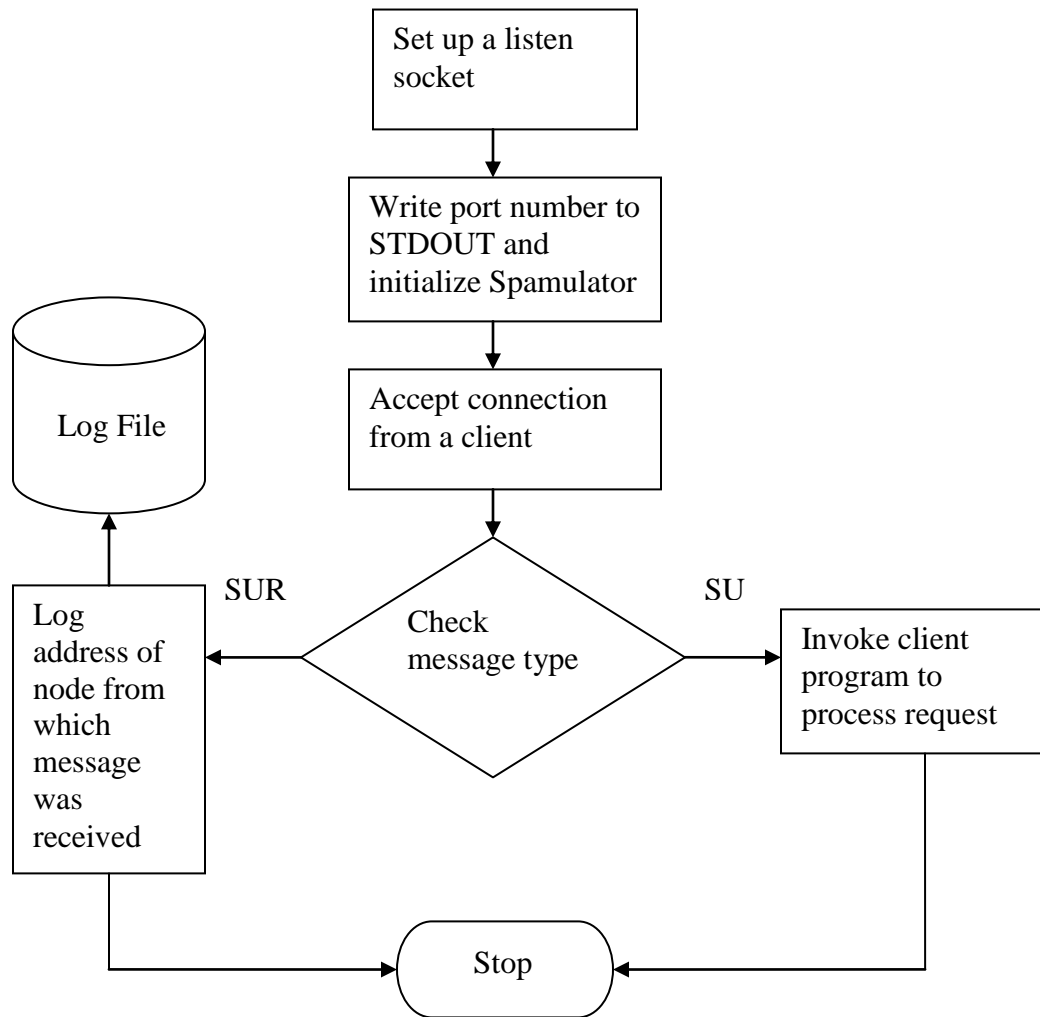 Set up a listen
socket
Write port number to
STDOUT and
initialize Spamulator
Accept connection
from a client
Log File
SUR
SU
Check
message type
Log
address of
node from
which
message
was
received
Invoke client
program to
process request
Stop